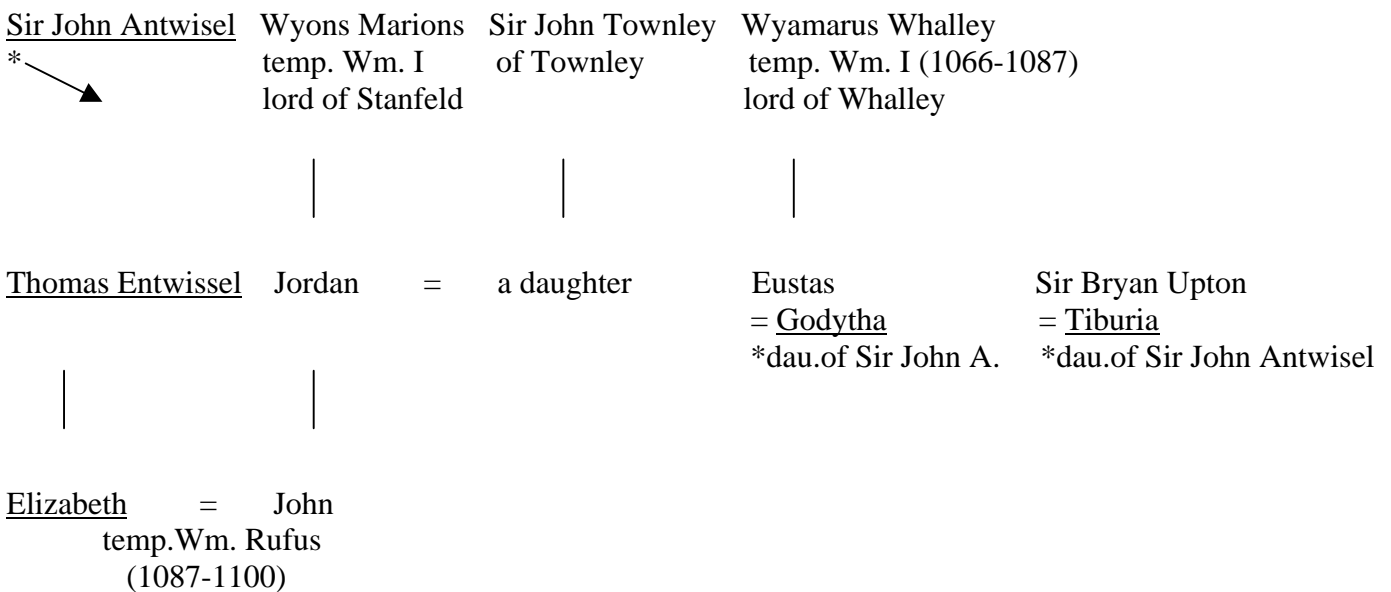 Sir John Antwisel Wyons Marions Sir John Townley Wyamarus Whalley
* temp. Wm. I of Townley temp. Wm. I (1066-1087)
lord of Stanfeld lord of Whalley
Thomas Entwissel Jordan = a daughter Eustas Sir Bryan Upton
= Godytha = Tiburia
*dau.of Sir John A. *dau.of Sir John Antwisel
Elizabeth = John
temp.Wm. Rufus
(1087-1100)